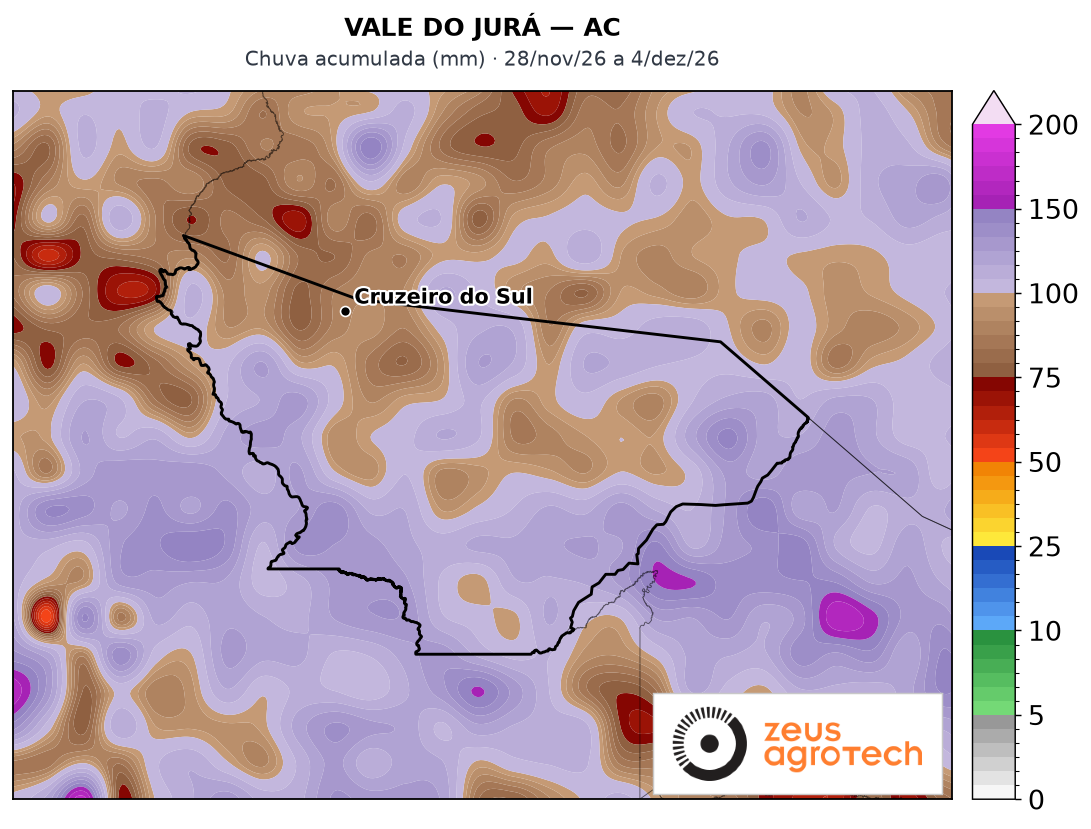 VALE DO JURÁ — AC
Chuva acumulada (mm) · 28/nov/26 a 4/dez/26
Cruzeiro do Sul
200
150
100
75
50
25
10
5
0
zeus
agrotech